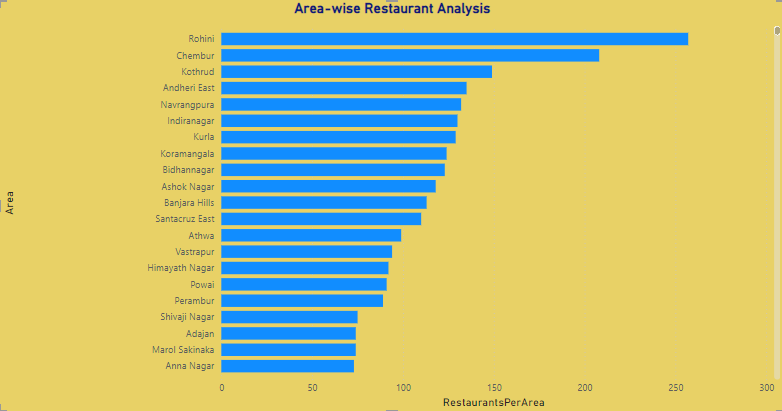 Area-wise Restaurant Analysis
Area
Rohini
Chembur
Kothrud
Andheri East
Navrangpura
Indiranagar
Kurla
Koramangala
Bidhannagar
Ashok Nagar
Banjara Hills
Santacruz East
Athwa
Vastrapur
Himayath Nagar
Powai
Perambur
Shivaji Nagar
Adajan
Marol Sakinaka
Anna Nagar
0 50 100 150 200 250 300
RestaurantsPerArea